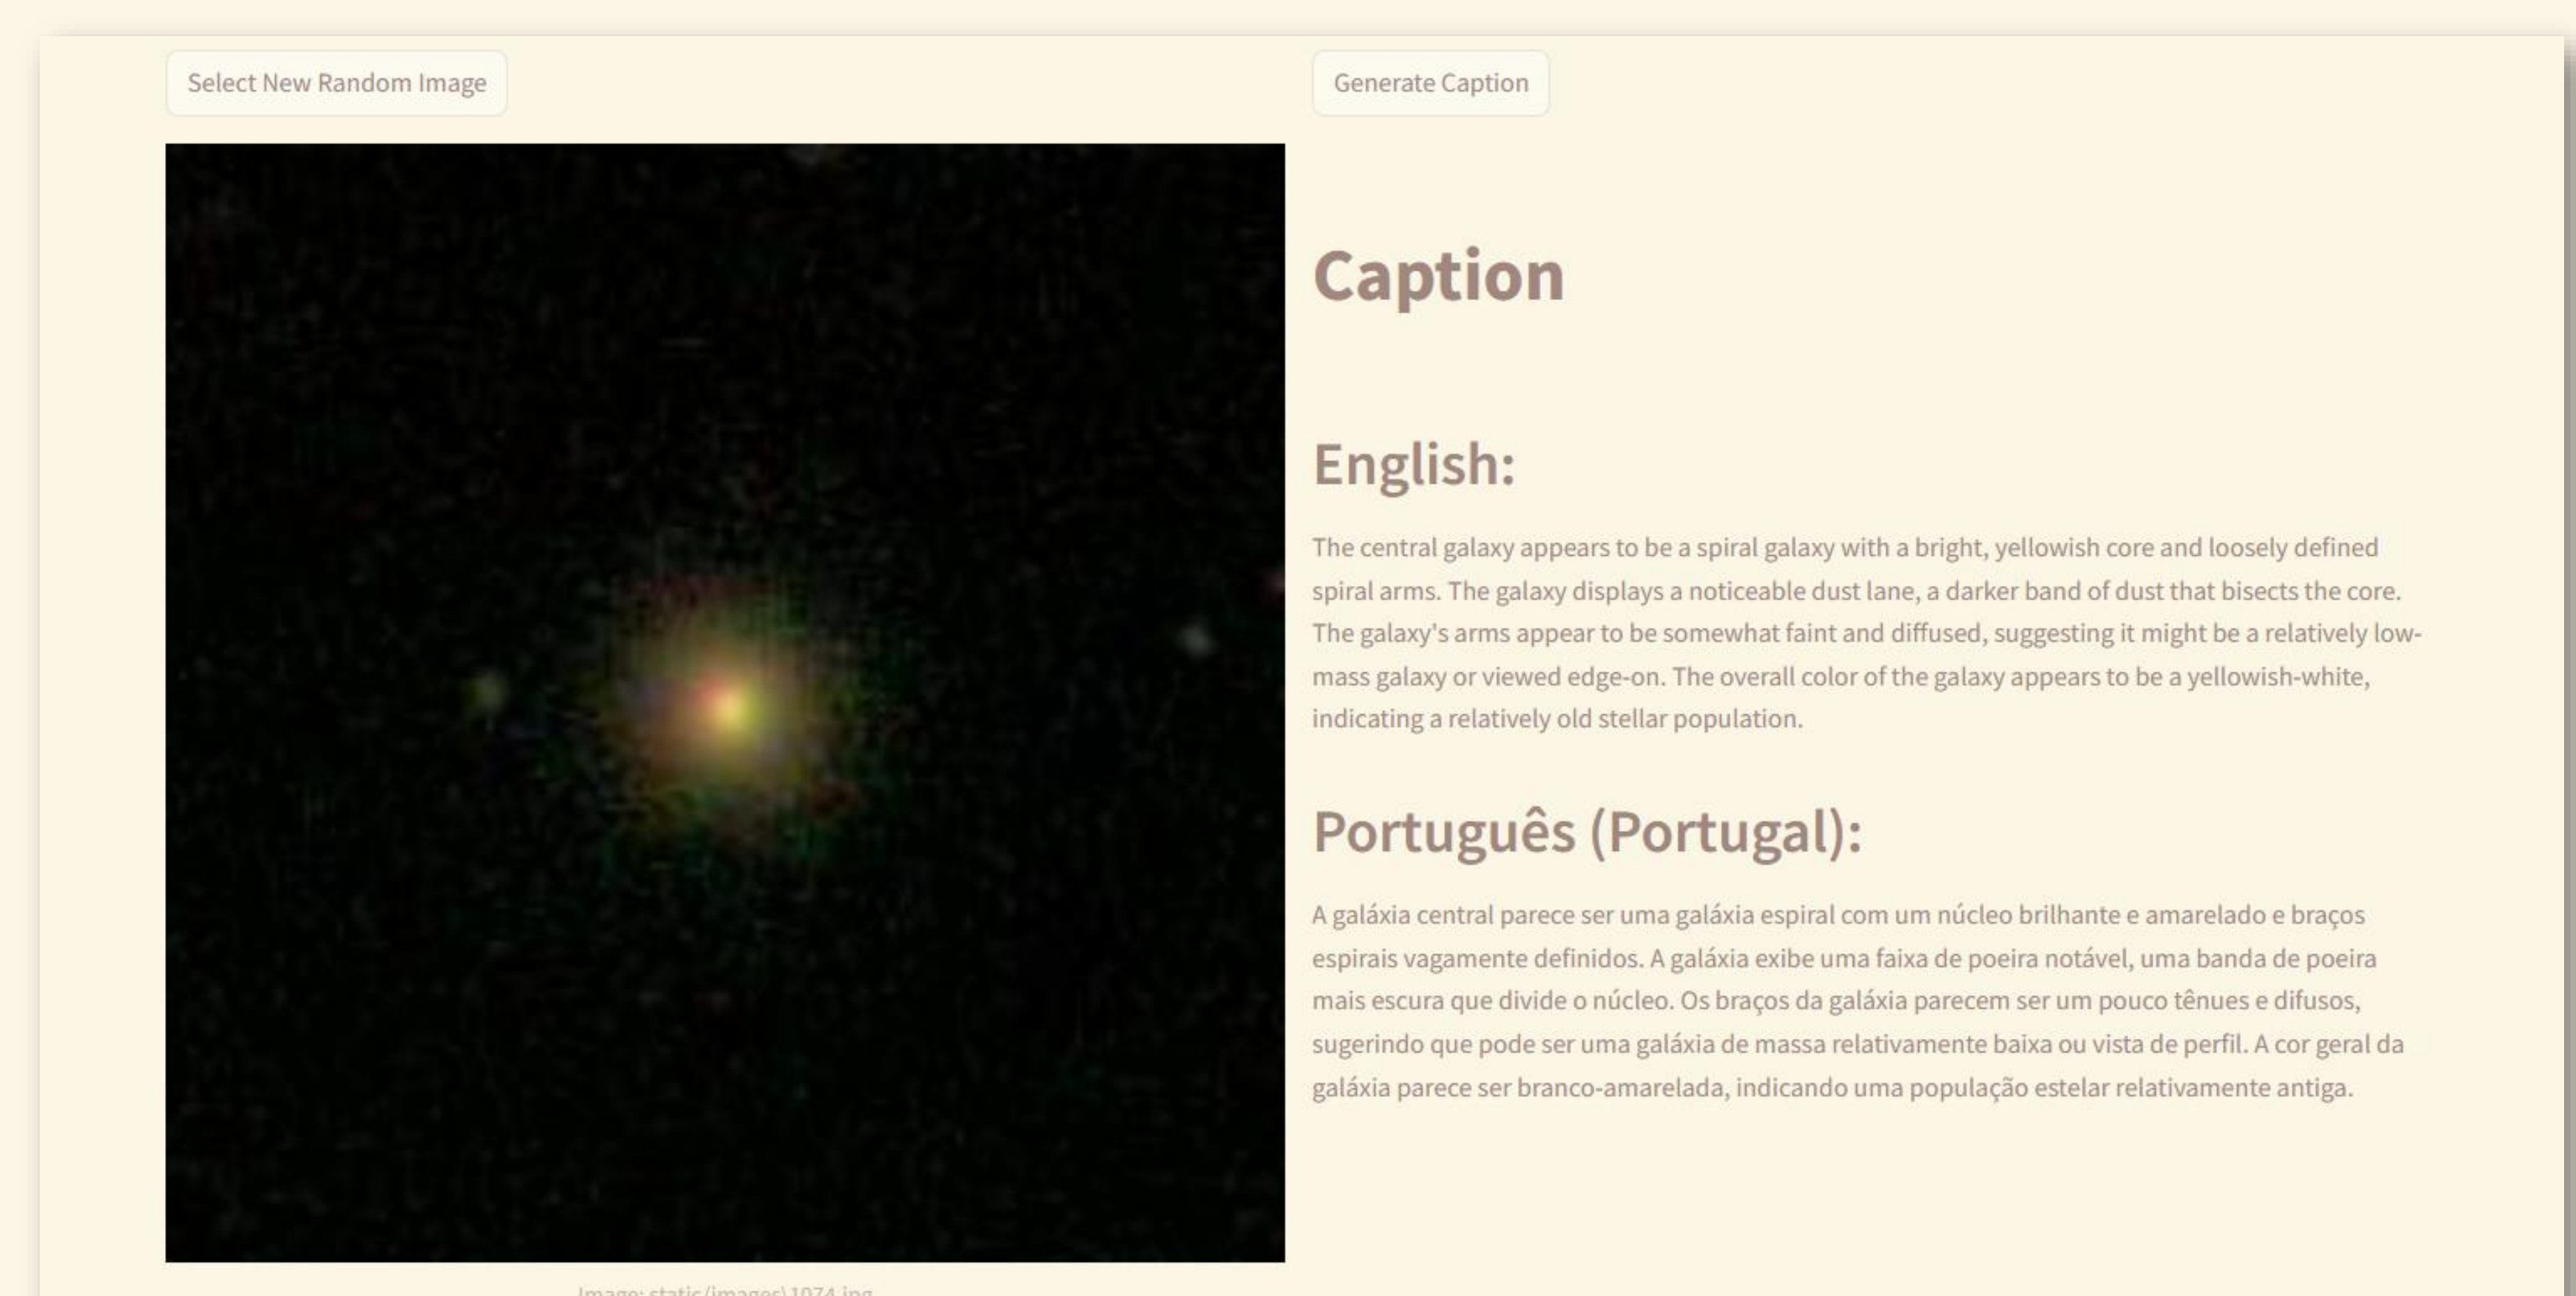 Select New Random Image
Generate Caption
Caption
English:
The central galaxy appears to be a spiral galaxy with a bright, yellowish core and loosely defined
spiral arms. The galaxy displays a noticeable dust lane, a darker band of dust that bisects the core.
The galaxy's arms appear to be somewhat faint and diffused, suggesting it might be a relatively low-
mass galaxy or viewed edge-on. The overall color of the galaxy appears to be a yellowish-white,
indicating a relatively old stellar population.
Português (Portugal):
A galáxia central parece ser uma galáxia espiral com um núcleo brilhante e amarelado e braços
espirais vagamente definidos. A galáxia exibe uma faixa de poeira notável, uma banda de poeira
mais escura que divide o núcleo. Os braços da galáxia parecem ser um pouco tênues e difusos,
sugerindo que pode ser uma galáxia de massa relativamente baixa ou vista de perfil. A cor geral da
galáxia parece ser branco-amarelada, indicando uma população estelar relativamente antiga.
Image: static/images\1074.jpg